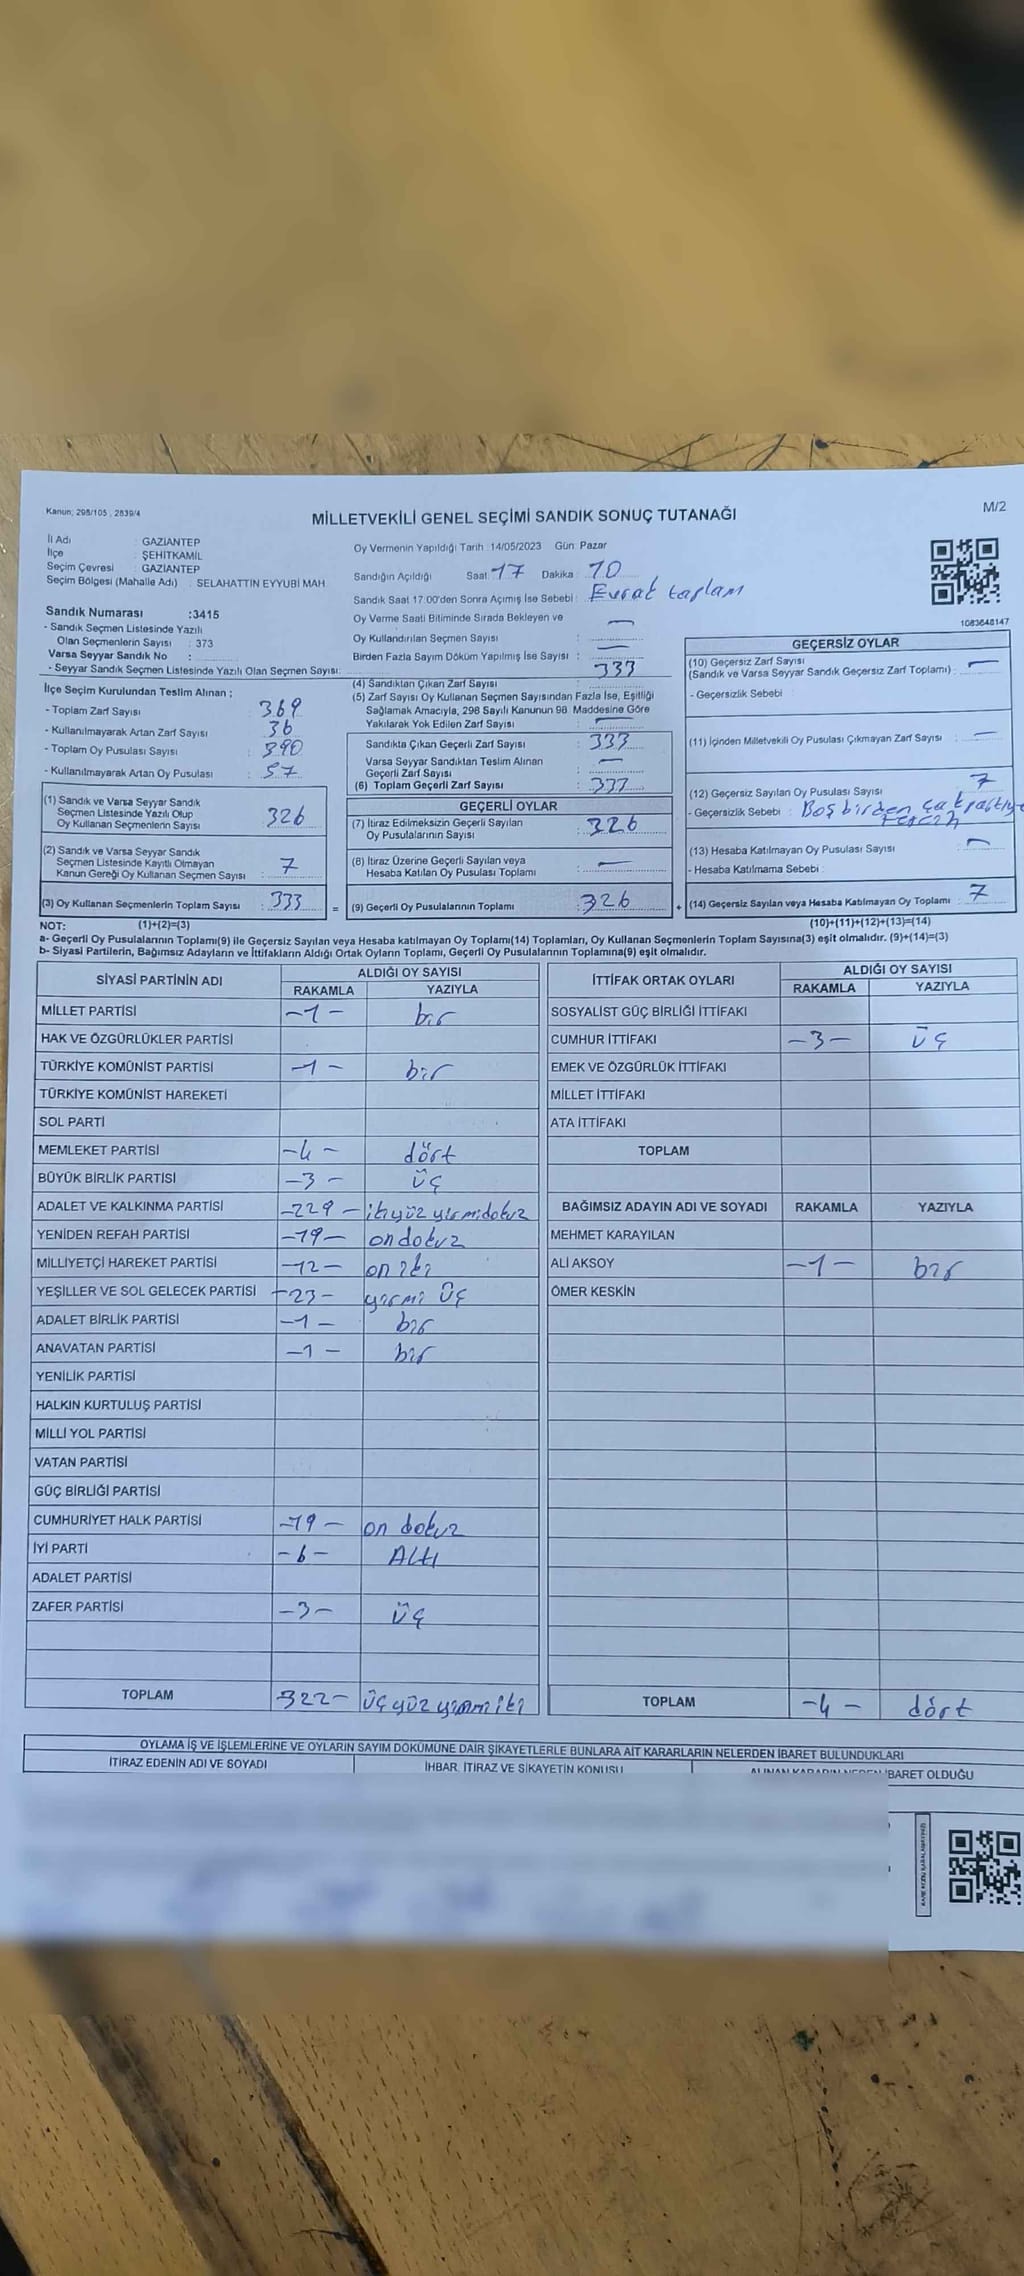 Kanun; 298/105 , 2839/4
MİLLETVEKİLİ GENEL SEÇİMİ SANDIK SONUÇ TUTANAĞI
M/2
İl Adı : GAZİANTEP
İlçe : ŞEHİTKAMİL
Seçim Çevresi : GAZİANTEP
Seçim Bölgesi (Mahalle Adı) : SELAHATTİN EYYUBİ MAH.
Oy Vermenin Yapıldığı Tarih :14/05/2023 Gün: Pazar
Sandığın Açıldığı Saat: 17 Dakika : 10
Sandık Saat 17:00'den Sonra Açımış İse Sebebi : Evrak toplam
Sandık Numarası :3415
- Sandık Seçmen Listesinde Yazılı
Olan Seçmenlerin Sayısı : 373
Varsa Seyyar Sandık No :
- Seyyar Sandık Seçmen Listesinde Yazılı Olan Seçmen Sayısı:
Oy Verme Saati Bitiminde Sırada Bekleyen ve
Oy Kullandırılan Seçmen Sayısı : —
Birden Fazla Sayım Döküm Yapılmış İse Sayısı : —
1083648147
İlçe Seçim Kurulundan Teslim Alınan ;
- Toplam Zarf Sayısı : 369
- Kullanılmayarak Artan Zarf Sayısı : 36
- Toplam Oy Pusulası Sayısı : 390
- Kullanılmayarak Artan Oy Pusulası : 57
(1) Sandık ve Varsa Seyyar Sandık
Seçmen Listesinde Yazılı Olup
Oy Kullanan Seçmenlerin Sayısı : 326
(2) Sandık ve Varsa Seyyar Sandık
Seçmen Listesinde Kayıtlı Olmayan
Kanun Gereği Oy Kullanan Seçmen Sayısı : 7
(3) Oy Kullanan Seçmenlerin Toplam Sayısı : 333 =
(4) Sandıktan Çıkan Zarf Sayısı : 333
(5) Zarf Sayısı Oy Kullanan Seçmen Sayısından Fazla İse, Eşitliği
Sağlamak Amacıyla, 298 Sayılı Kanunun 98. Maddesine Göre
Yakılarak Yok Edilen Zarf Sayısı : —
Sandıkta Çıkan Geçerli Zarf Sayısı : 333
Varsa Seyyar Sandıktan Teslim Alınan
Geçerli Zarf Sayısı : —
(6) Toplam Geçerli Zarf Sayısı : 333
GEÇERLİ OYLAR
(7) İtiraz Edilmeksizin Geçerli Sayılan
Oy Pusulalarının Sayısı : 326
(8) İtiraz Üzerine Geçerli Sayılan veya
Hesaba Katılan Oy Pusulası Toplamı : —
(9) Geçerli Oy Pusulalarının Toplamı : 326 +
GEÇERSİZ OYLAR
(10) Geçersiz Zarf Sayısı
(Sandık ve Varsa Seyyar Sandık Geçersiz Zarf Toplamı) : —
- Geçersizlik Sebebi :
(11) İçinden Milletvekili Oy Pusulası Çıkmayan Zarf Sayısı : —
(12) Geçersiz Sayılan Oy Pusulası Sayısı : 7
- Geçersizlik Sebebi : Boş birden çok partiye
(13) Hesaba Katılmayan Oy Pusulası Sayısı : —
- Hesaba Katılmama Sebebi :
(14) Geçersiz Sayılan veya Hesaba Katılmayan Oy Toplamı : 7
NOT: (1)+(2)=(3) (10)+(11)+(12)+(13)=(14)
a- Geçerli Oy Pusulalarının Toplamı(9) ile Geçersiz Sayılan veya Hesaba katılmayan Oy Toplamı(14) Toplamları, Oy Kullanan Seçmenlerin Toplam Sayısına(3) eşit olmalıdır. (9)+(14)=(3)
b- Siyasi Partilerin, Bağımsız Adayların ve İttifakların Aldığı Ortak Oyların Toplamı, Geçerli Oy Pusulalarının Toplamına(9) eşit olmalıdır.
SİYASİ PARTİNİN ADI ALDIĞI OY SAYISI
RAKAMLA YAZIYLA
MİLLET PARTİSİ -1- bir
HAK VE ÖZGÜRLÜKLER PARTİSİ
TÜRKİYE KOMÜNİST PARTİSİ -1- bir
TÜRKİYE KOMÜNİST HAREKETİ
SOL PARTİ
MEMLEKET PARTİSİ -4- dört
BÜYÜK BİRLİK PARTİSİ -3- üç
ADALET VE KALKINMA PARTİSİ -229- ikiyüz yirmidokuz
YENİDEN REFAH PARTİSİ -19- on dokuz
MİLLİYETÇİ HAREKET PARTİSİ -12- on iki
YEŞİLLER VE SOL GELECEK PARTİSİ -23- yirmi üç
ADALET BİRLİK PARTİSİ -1- bir
ANAVATAN PARTİSİ -1- bir
YENİLİK PARTİSİ
HALKIN KURTULUŞ PARTİSİ
MİLLİ YOL PARTİSİ
VATAN PARTİSİ
GÜÇ BİRLİĞİ PARTİSİ
CUMHURİYET HALK PARTİSİ -19- on dokuz
İYİ PARTİ -6- Altı
ADALET PARTİSİ
ZAFER PARTİSİ -3- üç
TOPLAM -322- üç yüz yirmi iki
İTTİFAK ORTAK OYLARI ALDIĞI OY SAYISI
RAKAMLA YAZIYLA
SOSYALİST GÜÇ BİRLİĞİ İTTİFAKI
CUMHUR İTTİFAKI -3- üç
EMEK VE ÖZGÜRLÜK İTTİFAKI
MİLLET İTTİFAKI
ATA İTTİFAKI
TOPLAM
BAĞIMSIZ ADAYIN ADI VE SOYADI RAKAMLA YAZIYLA
MEHMET KARAYILAN
ALİ AKSOY -1- bir
ÖMER KESKİN
TOPLAM -4- dört
OYLAMA İŞ VE İŞLEMLERİNE VE OYLARIN SAYIM DÖKÜMÜNE DAİR ŞİKAYETLERLE BUNLARA AİT KARARLARIN NELERDEN İBARET BULUNDUKLARI
İTİRAZ EDENİN ADI VE SOYADI İHBAR, İTİRAZ VE ŞİKAYETİN KONUSU ALINAN KARARIN NEDEN İBARET OLDUĞU